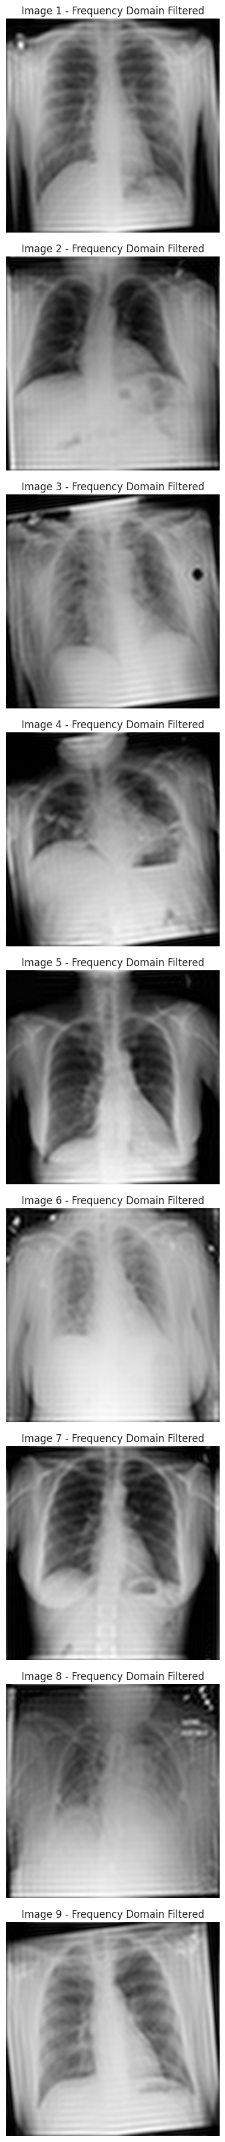 Image 1 - Frequency Domain Filtered
Image 2 - Frequency Domain Filtered
Image 3 - Frequency Domain Filtered
Image 4 - Frequency Domain Filtered
Image 5 - Frequency Domain Filtered
Image 6 - Frequency Domain Filtered
Image 7 - Frequency Domain Filtered
Image 8 - Frequency Domain Filtered
Image 9 - Frequency Domain Filtered